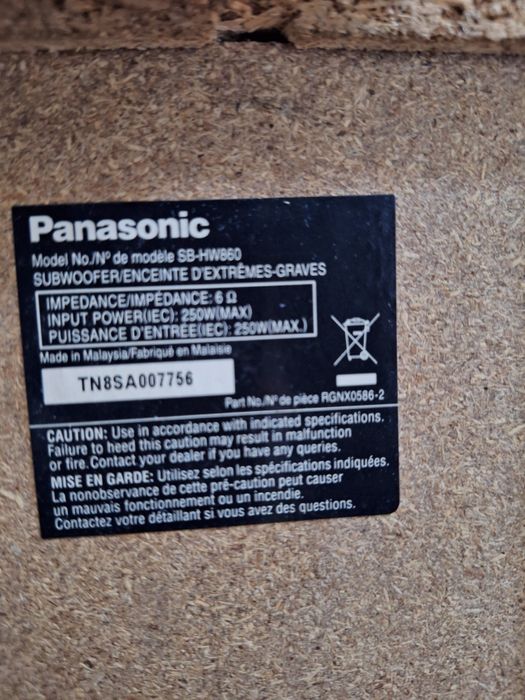 Panasonic
Model No./Nº de modèle SB-HW860
SUBWOOFER/ENCEINTE D'EXTRÊMES-GRAVES
IMPEDANCE/IMPÉDANCE: 6 Ω
INPUT POWER(IEC): 250W(MAX)
PUISSANCE D'ENTRÉE(IEC): 250W(MAX.)
Made in Malaysia/Fabriqué en Malaisie
TN8SA007756
Part No./Nº de pièce RGNX0586-2
CAUTION: Use in accordance with indicated specifications.
Failure to heed this caution may result in malfunction
or fire. Contact your dealer if you have any queries.
MISE EN GARDE: Utilisez selon les spécifications indiquées.
La nonobservance de cette pré-caution peut causer
un mauvais fonctionnement ou un incendie.
Contactez votre détaillant si vous avez des questions.